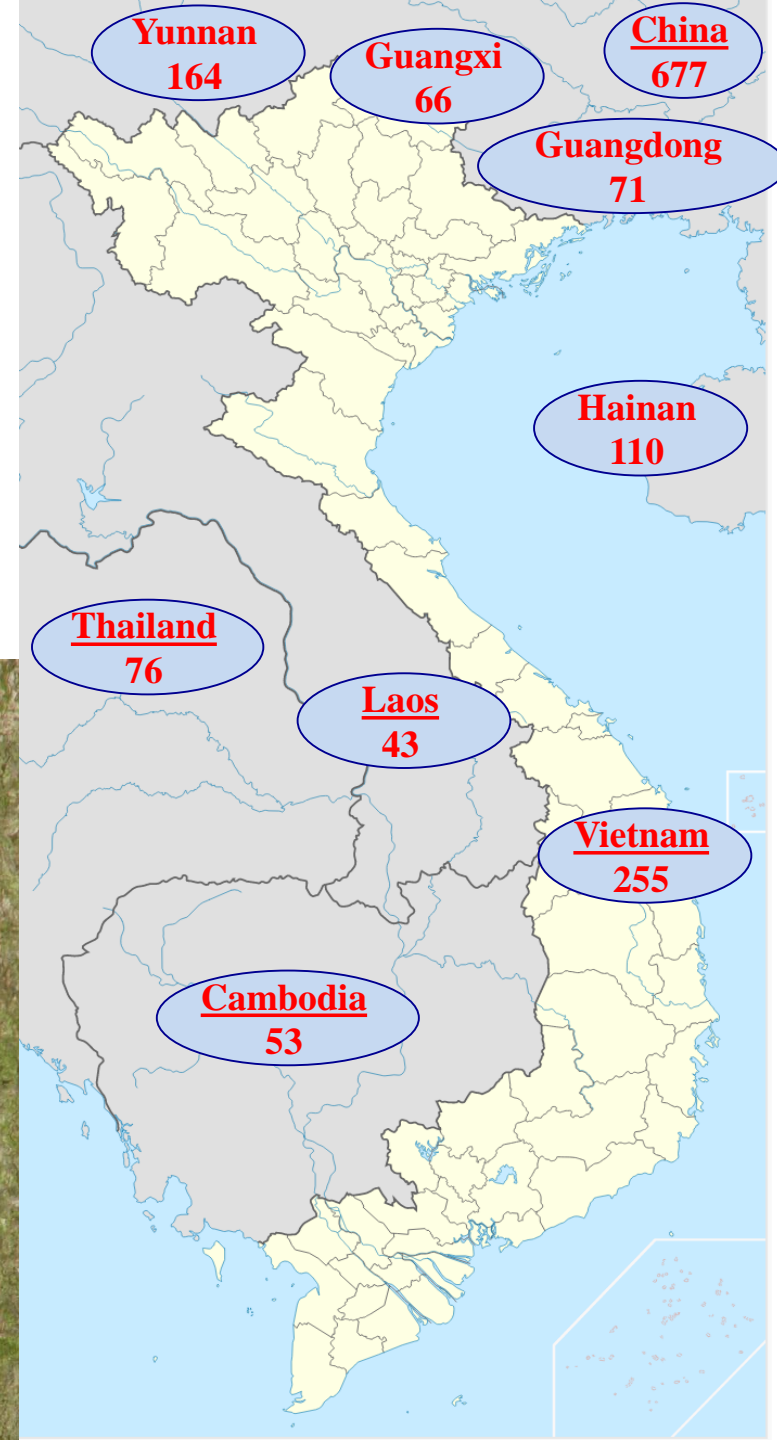 Yunnan
164
Guangxi
66
China
677
Guangdong
71
Hainan
110
Thailand
76
Laos
43
Vietnam
255
Cambodia
53